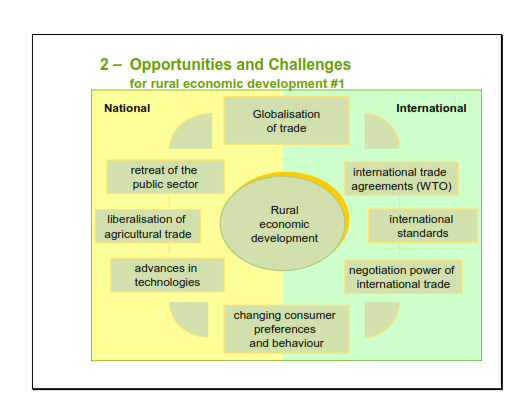 2 – Opportunities and Challenges
for rural economic development #1
National
International
Globalisation
of trade
retreat of the
public sector
international trade
agreements (WTO)
liberalisation of
agricultural trade
Rural
economic
development
international
standards
advances in
technologies
negotiation power of
international trade
changing consumer
preferences
and behaviour